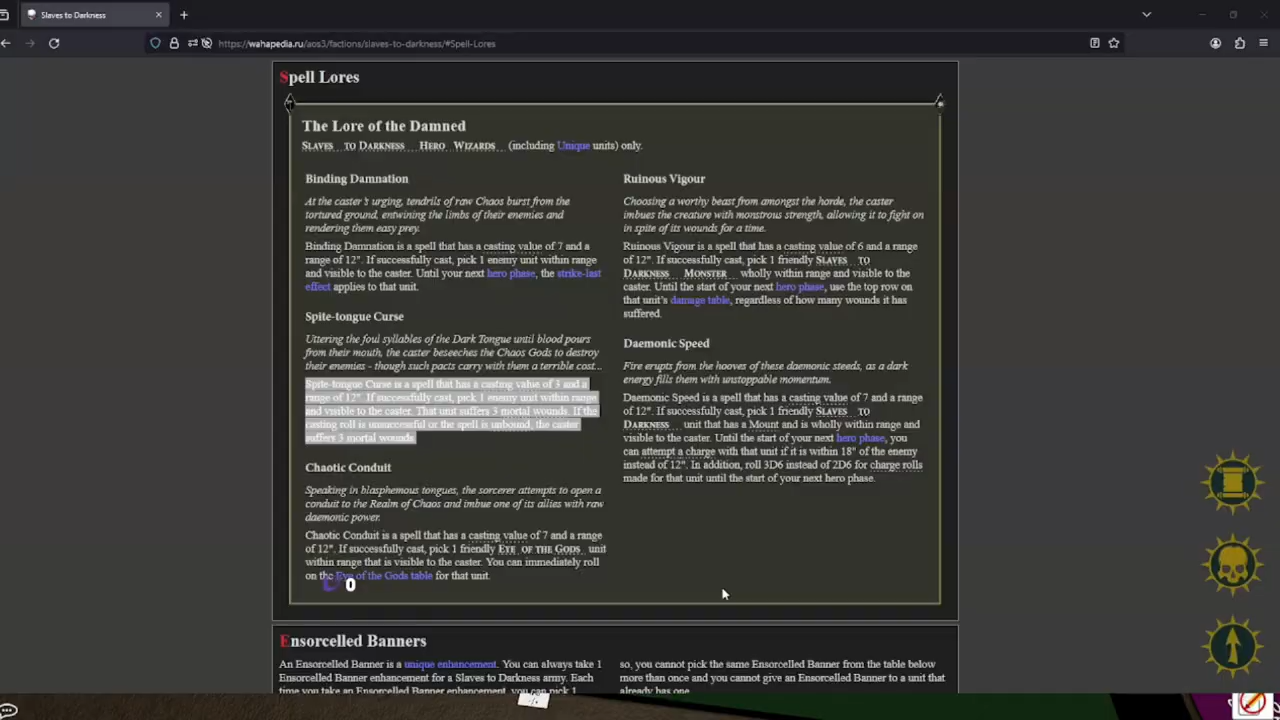 Slaves to Darkness
https://wahapedia.ru/aos3/factions/slaves-to-darkness/#Spell-Lores
Spell Lores
The Lore of the Damned
SLAVES TO DARKNESS HERO WIZARDS (including Unique units) only.
Binding Damnation
At the caster's urging, tendrils of raw Chaos burst from the
tortured ground, entwining the limbs of their enemies and
rendering them easy prey.
Binding Damnation is a spell that has a casting value of 7 and a
range of 12". If successfully cast, pick 1 enemy unit within range
and visible to the caster. Until your next hero phase, the strike-last
effect applies to that unit.
Spite-tongue Curse
Uttering the foul syllables of the Dark Tongue until blood pours
from their mouth, the caster beseeches the Chaos Gods to destroy
their enemies - though such pacts carry with them a terrible cost...
Spite-tongue Curse is a spell that has a casting value of 3 and a
range of 12". If successfully cast, pick 1 enemy unit within range
and visible to the caster. That unit suffers 3 mortal wounds. If the
casting roll is unsuccessful or the spell is unbound, the caster
suffers 3 mortal wounds.
Chaotic Conduit
Speaking in blasphemous tongues, the sorcerer attempts to open a
conduit to the Realm of Chaos and imbue one of its allies with raw
daemonic power.
Chaotic Conduit is a spell that has a casting value of 7 and a range
of 12". If successfully cast, pick 1 friendly EYE OF THE GODS unit
within range that is visible to the caster. You can immediately roll
on the Eye of the Gods table for that unit.
0
Ruinous Vigour
Choosing a worthy beast from amongst the horde, the caster
imbues the creature with monstrous strength, allowing it to fight on
in spite of its wounds for a time.
Ruinous Vigour is a spell that has a casting value of 6 and a range
of 12". If successfully cast, pick 1 friendly SLAVES TO
DARKNESS MONSTER wholly within range and visible to the
caster. Until the start of your next hero phase, use the top row on
that unit's damage table, regardless of how many wounds it has
suffered.
Daemonic Speed
Fire erupts from the hooves of these daemonic steeds, as a dark
energy fills them with unstoppable momentum.
Daemonic Speed is a spell that has a casting value of 7 and a range
of 12". If successfully cast, pick 1 friendly SLAVES TO
DARKNESS unit that has a Mount and is wholly within range and
visible to the caster. Until the start of your next hero phase, you
can attempt a charge with that unit if it is within 18" of the enemy
instead of 12". In addition, roll 3D6 instead of 2D6 for charge rolls
made for that unit until the start of your next hero phase.
Ensorcelled Banners
An Ensorcelled Banner is a unique enhancement. You can always take 1
Ensorcelled Banner enhancement for a Slaves to Darkness army. Each
time you take an Ensorcelled Banner enhancement, you can pick 1
so, you cannot pick the same Ensorcelled Banner from the table below
more than once and you cannot give an Ensorcelled Banner to a unit that
already has one.